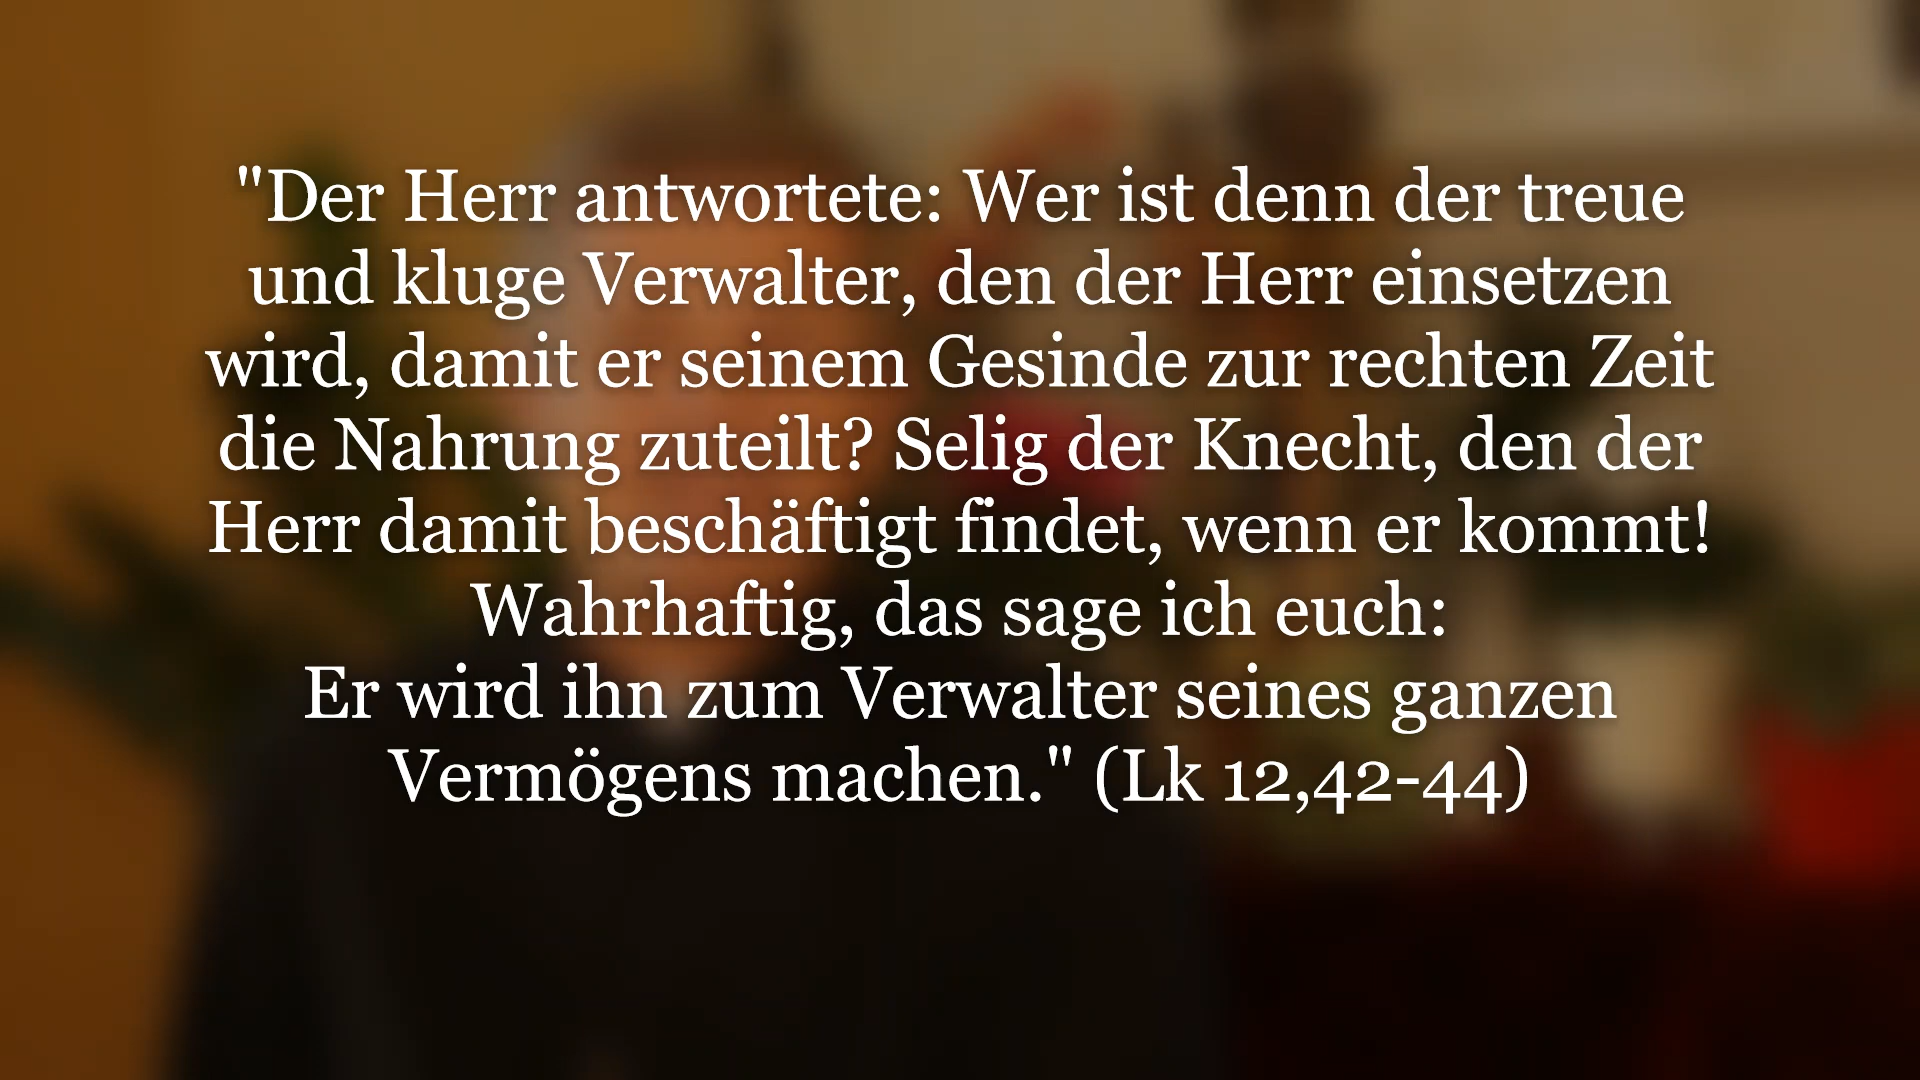 "Der Herr antwortete: Wer ist denn der treue
und kluge Verwalter, den der Herr einsetzen
wird, damit er seinem Gesinde zur rechten Zeit
die Nahrung zuteilt? Selig der Knecht, den der
Herr damit beschäftigt findet, wenn er kommt!
Wahrhaftig, das sage ich euch:
Er wird ihn zum Verwalter seines ganzen
Vermögens machen." (Lk 12,42-44)